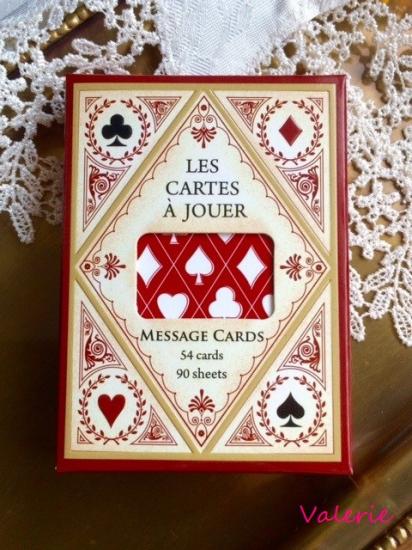 LES
CARTES
À JOUER
MESSAGE CARDS
54 cards
90 sheets
Valerie